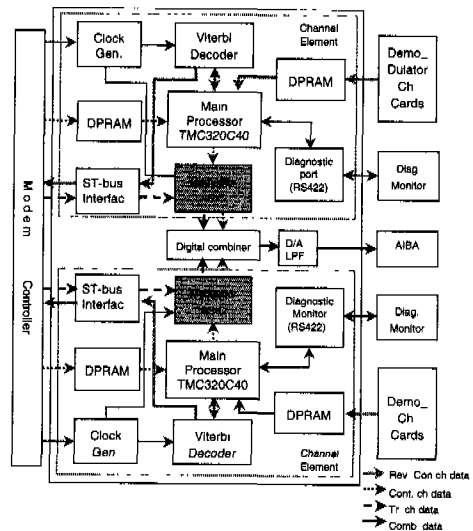 Channel
Element
Clock
Gen.
Viterbi
Decoder
Demo_
Dulator
Ch
Cards
DPRAM
DPRAM
Main
Processor
TMC320C40
Diagnostic
port
(RS422)
Diag
Monitor
ST-bus
Interfac
Modem
Controller
Digital combiner
D/A
LPF
AIBA
ST-bus
Interfac
Diagnostic
Monitor
(RS422)
Diag.
Monitor
Main
Processor
TMC320C40
DPRAM
DPRAM
Demo_
Ch
Cards
Clock
Gen
Viterbi
Decoder
Channel
Element
Rev Con ch data
Cont. ch data
Tr ch data
Comb data